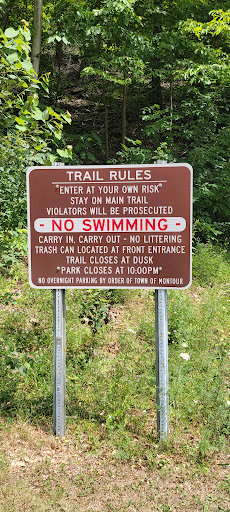 TRAIL RULES
"ENTER AT YOUR OWN RISK"
STAY ON MAIN TRAIL
VIOLATORS WILL BE PROSECUTED
- NO SWIMMING -
CARRY IN, CARRY OUT - NO LITTERING
TRASH CAN LOCATED AT FRONT ENTRANCE
TRAIL CLOSES AT DUSK
"PARK CLOSES AT 10:00PM"
NO OVERNIGHT PARKING BY ORDER OF TOWN OF MONTOUR